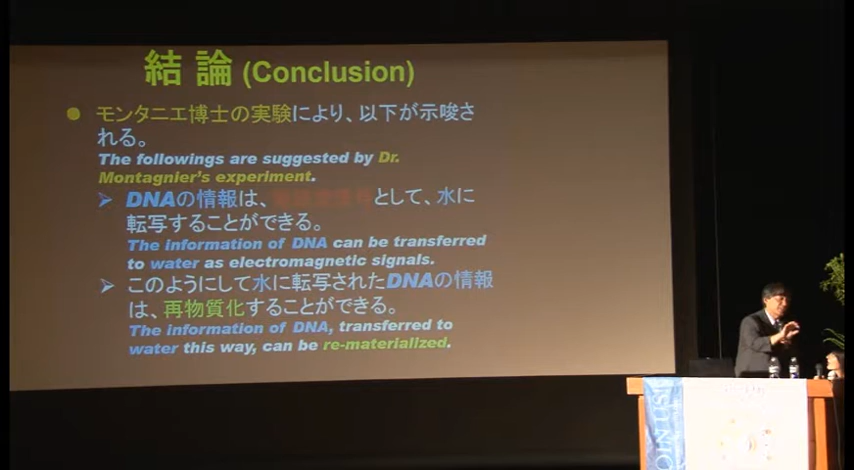 結論 (Conclusion)
モンタニエ博士の実験により、以下が示唆さ
れる。
The followings are suggested by Dr.
Montagnier's experiment.
DNAの情報は、として、水に
転写することができる。
The information of DNA can be transferred
to water as electromagnetic signals.
このようにして水に転写されたDNAの情報
は、再物質化することができる。
The information of DNA, transferred to
water this way, can be re-materialized.